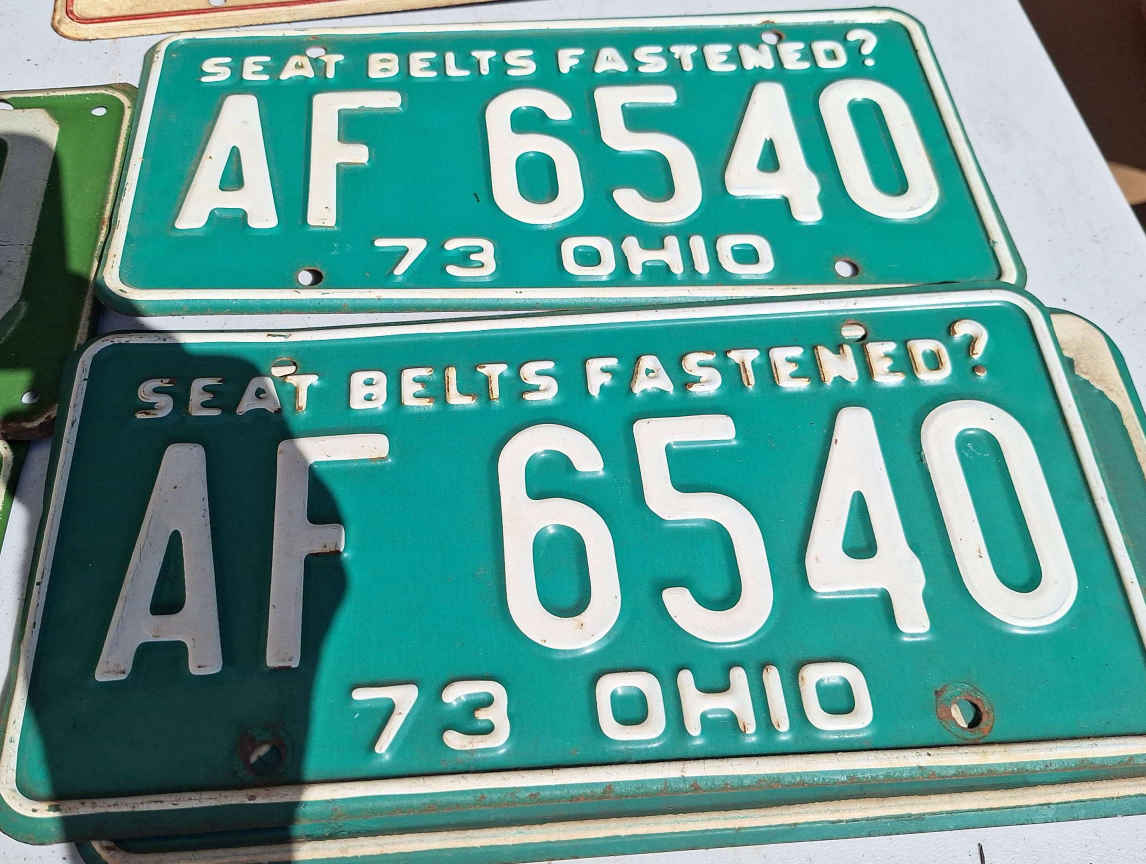 SEAT BELTS FASTENED?
AF 6540
73 OHIO
SEAT BELTS FASTENED?
AF 6540
73 OHIO